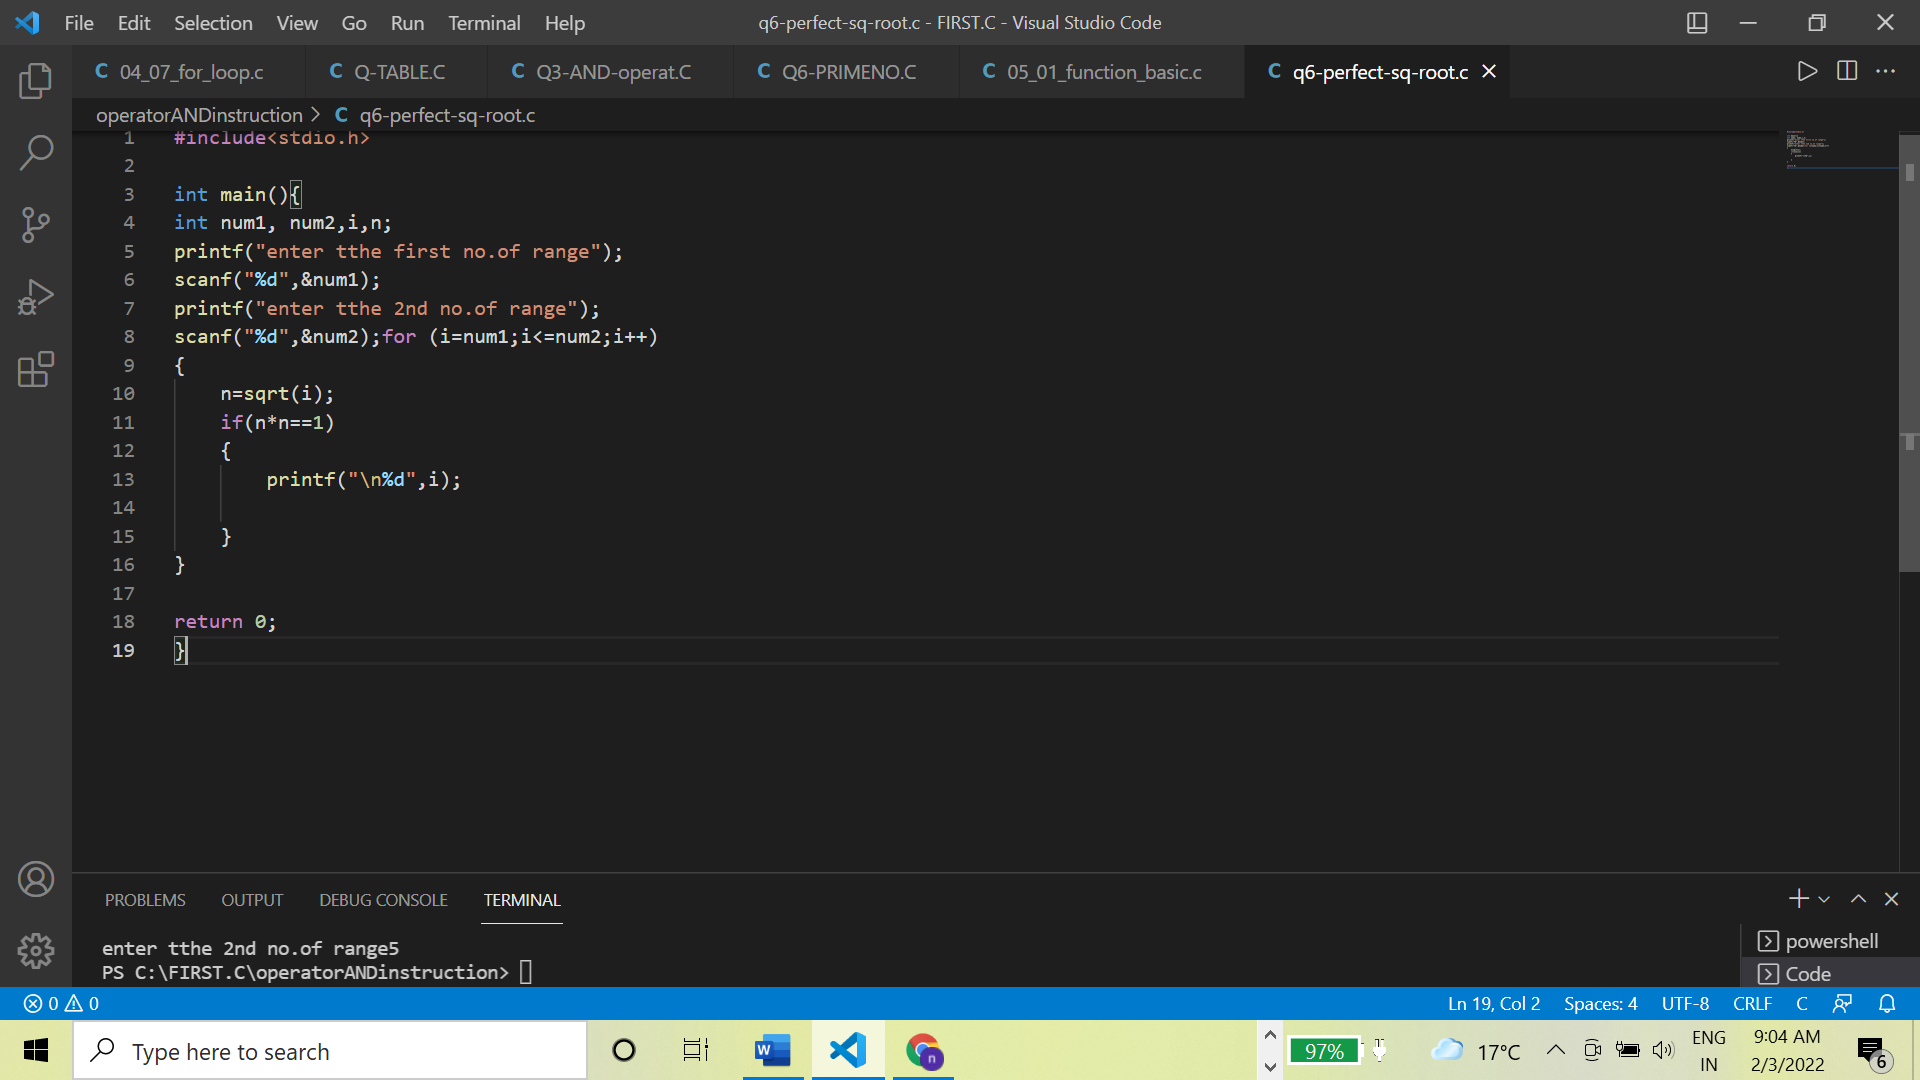 File Edit Selection View Go Run Terminal Help
q6-perfect-sq-root.c - FIRST.C - Visual Studio Code
C 04_07_for_loop.c
C Q-TABLE.C
C Q3-AND-operat.C
C Q6-PRIMENO.C
C 05_01_function_basic.c
C q6-perfect-sq-root.c
operatorANDinstruction > C q6-perfect-sq-root.c
1 #include<stdio.h>
2
3 int main(){
4 int num1, num2,i,n;
5 printf("enter tthe first no.of range");
6 scanf("%d",&num1);
7 printf("enter tthe 2nd no.of range");
8 scanf("%d",&num2);for (i=num1;i<=num2;i++)
9 {
10 n=sqrt(i);
11 if(n*n==1)
12 {
13 printf("\n%d",i);
14
15 }
16 }
17
18 return 0;
19 }
PROBLEMS OUTPUT DEBUG CONSOLE TERMINAL
enter tthe 2nd no.of range5
PS C:\FIRST.C\operatorANDinstruction>
powershell
Code
0 0
Ln 19, Col 2 Spaces: 4 UTF-8 CRLF C
Type here to search
W
n
97%
17°C
ENG
IN
9:04 AM
2/3/2022
6